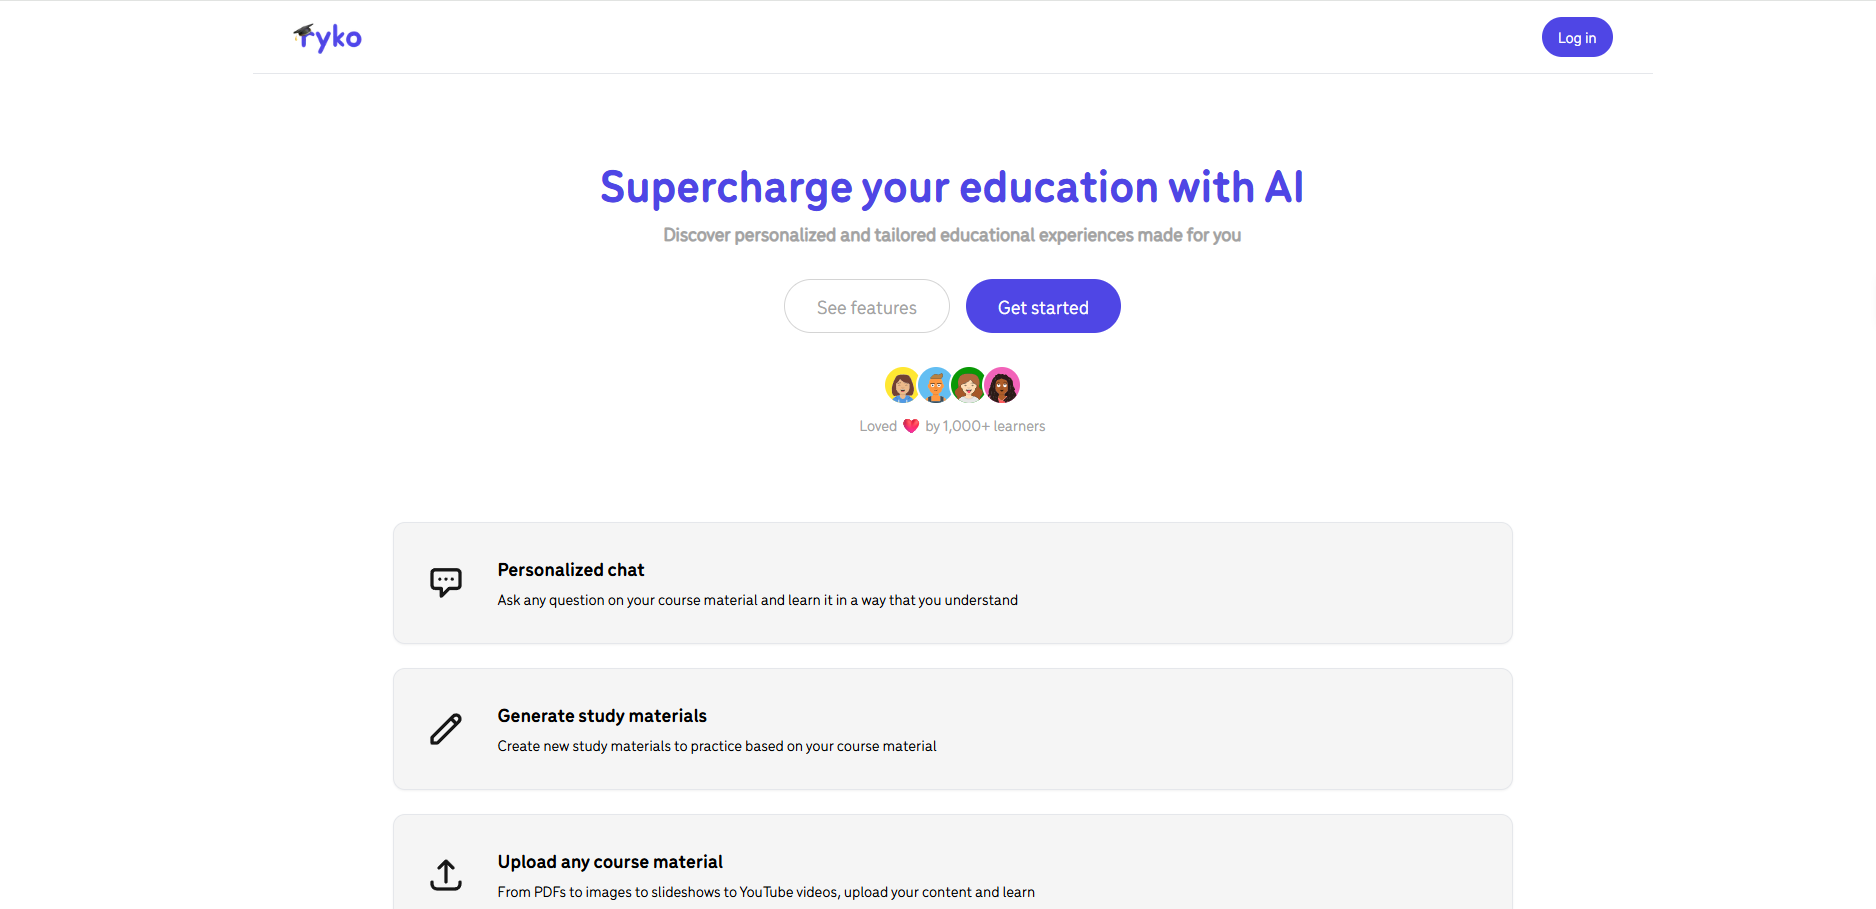 ryko
Log in
Supercharge your education with AI
Discover personalized and tailored educational experiences made for you
See features
Get started
Loved ❤️ by 1,000+ learners
Personalized chat
Ask any question on your course material and learn it in a way that you understand
Generate study materials
Create new study materials to practice based on your course material
Upload any course material
From PDFs to images to slideshows to YouTube videos, upload your content and learn